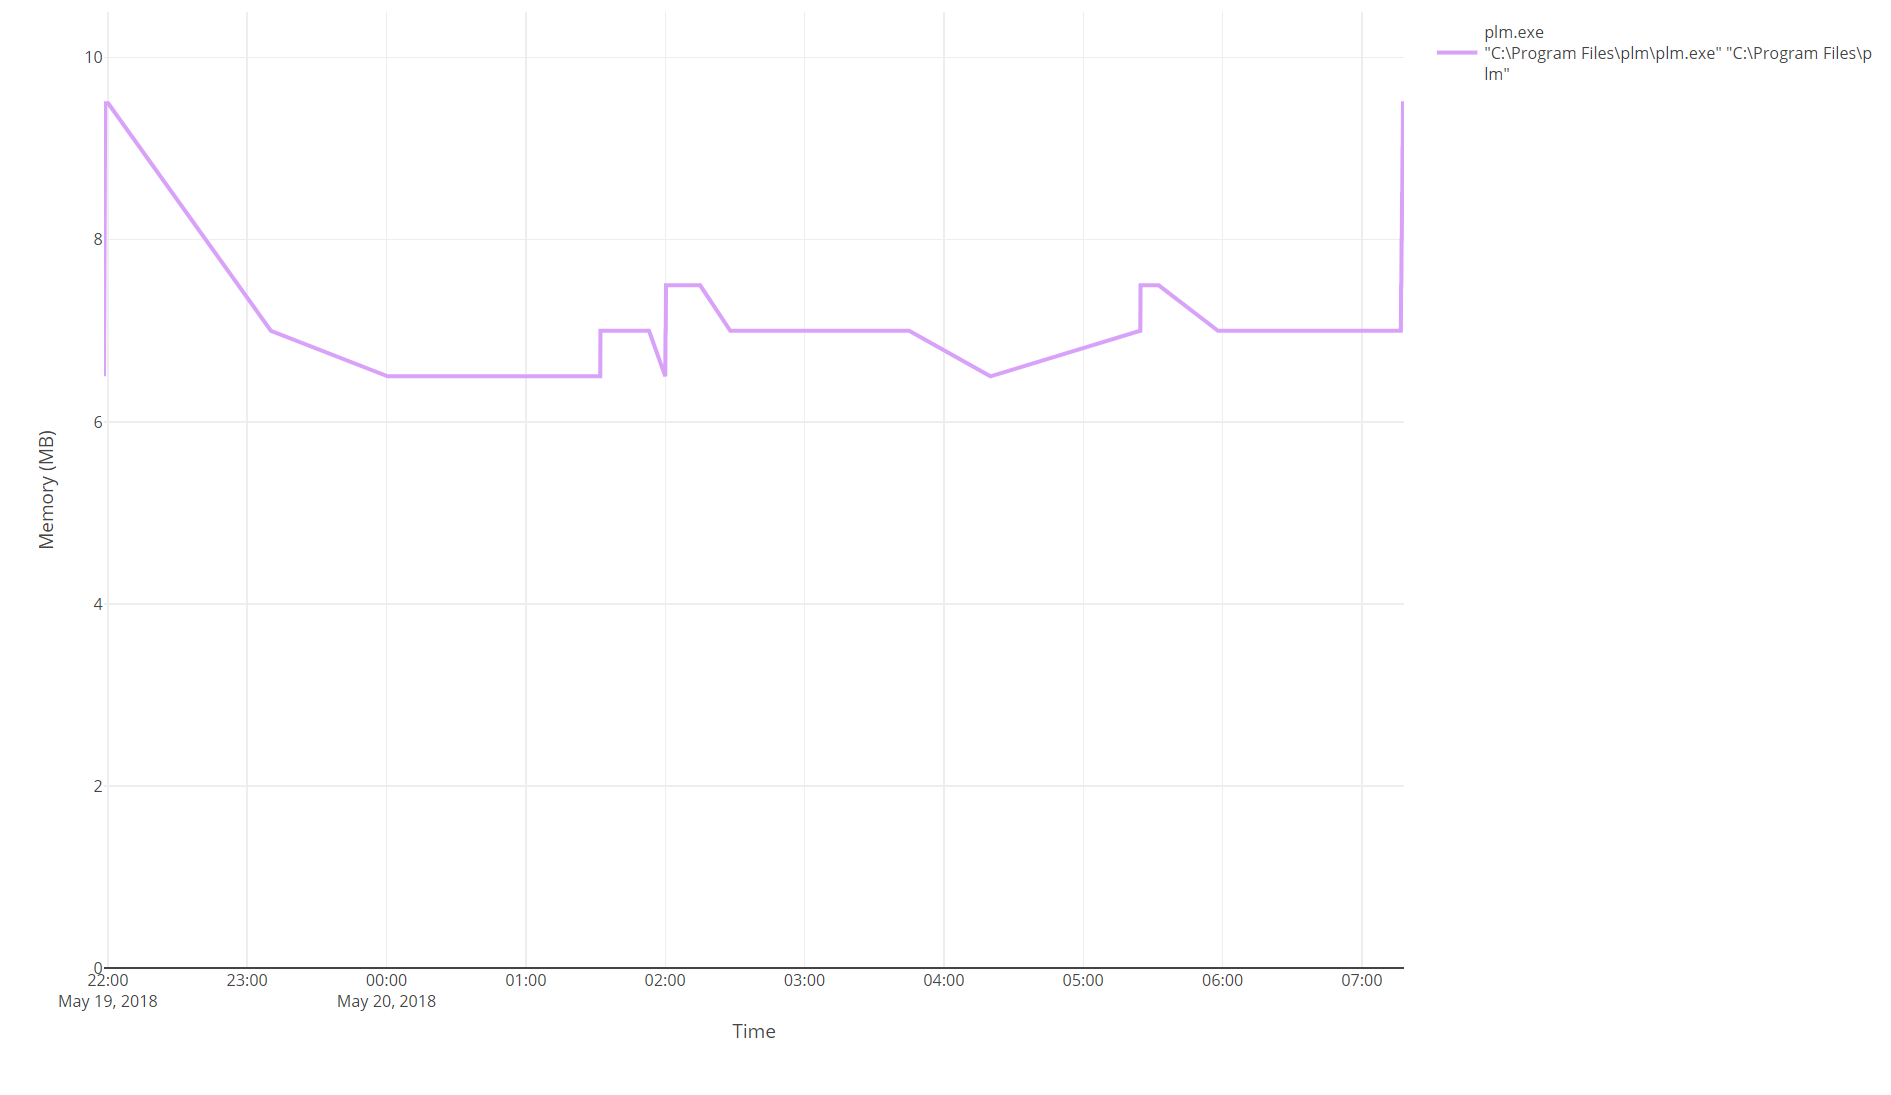 plm.exe
"C:\Program Files\plm\plm.exe" "C:\Program Files\p
lm"
10
8
6
4
2
0
Memory (MB)
22:00 23:00 00:00 01:00 02:00 03:00 04:00 05:00 06:00 07:00
May 19, 2018 May 20, 2018
Time